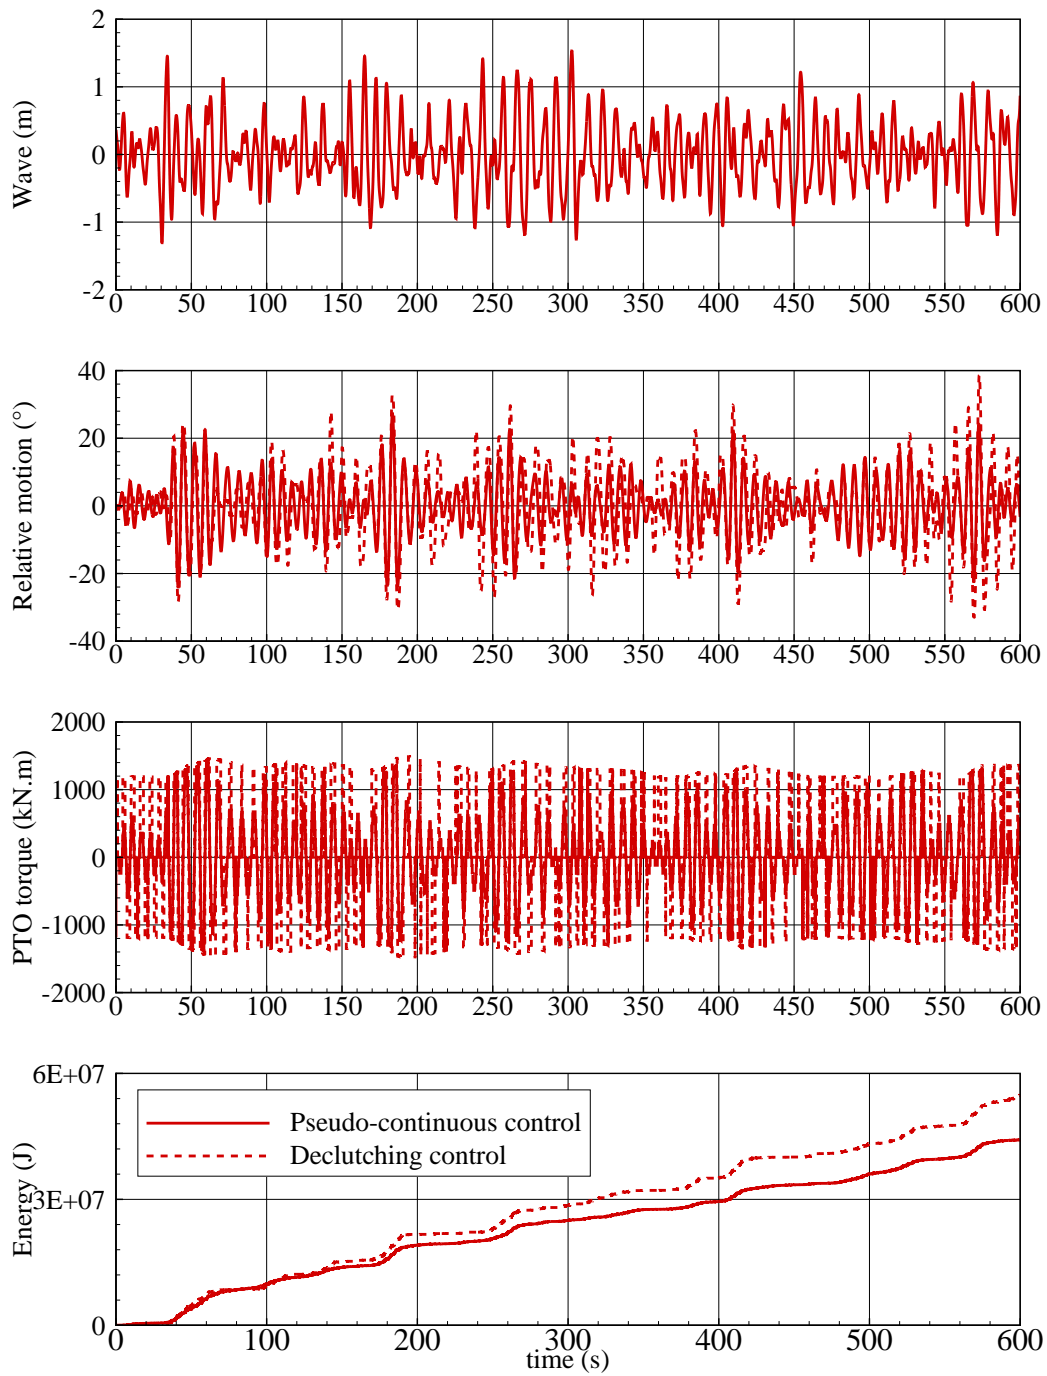 Wave (m)
2
1
0
-1
-2
0 50 100 150 200 250 300 350 400 450 500 550 600
Relative motion (°)
40
20
0
-20
-40
0 50 100 150 200 250 300 350 400 450 500 550 600
PTO torque (kN.m)
2000
1000
0
-1000
-2000
0 50 100 150 200 250 300 350 400 450 500 550 600
Energy (J)
6E+07
3E+07
0
Pseudo-continuous control
Declutching control
0 100 200 300 400 500 600
time (s)